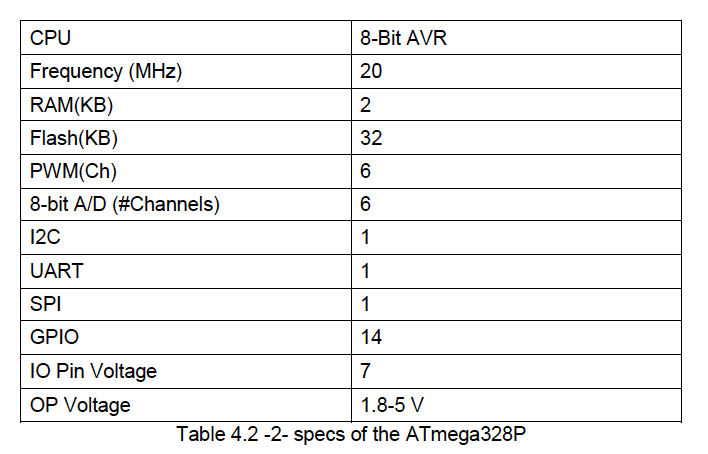 CPU 8-Bit AVR
Frequency (MHz) 20
RAM(KB) 2
Flash(KB) 32
PWM(Ch) 6
8-bit A/D (#Channels) 6
I2C 1
UART 1
SPI 1
GPIO 14
IO Pin Voltage 7
OP Voltage 1.8-5 V
Table 4.2 -2- specs of the ATmega328P